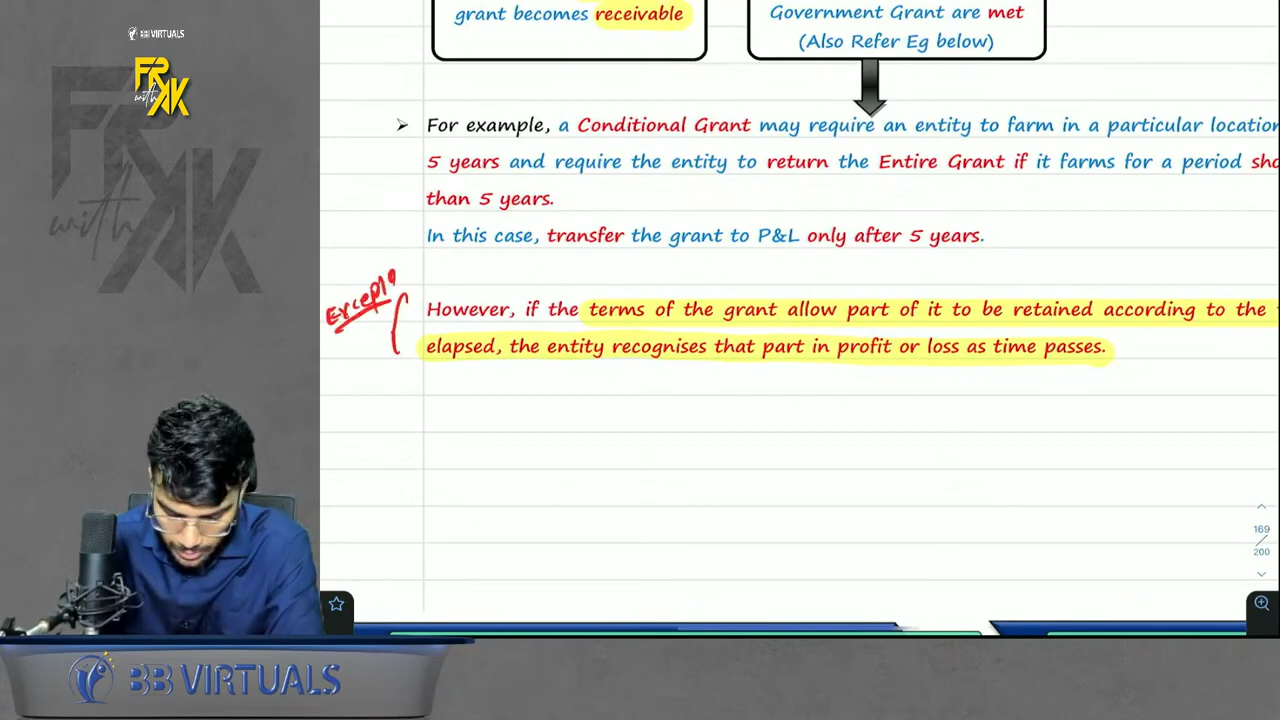 BB VIRTUALS
FR
with AK
FR
with AK
grant becomes receivable
Government Grant are met
(Also Refer Eg below)
➤ For example, a Conditional Grant may require an entity to farm in a particular location
5 years and require the entity to return the Entire Grant if it farms for a period sho
than 5 years.
In this case, transfer the grant to P&L only after 5 years.
However, if the terms of the grant allow part of it to be retained according to the
elapsed, the entity recognises that part in profit or loss as time passes.
169
200
BB VIRTUALS